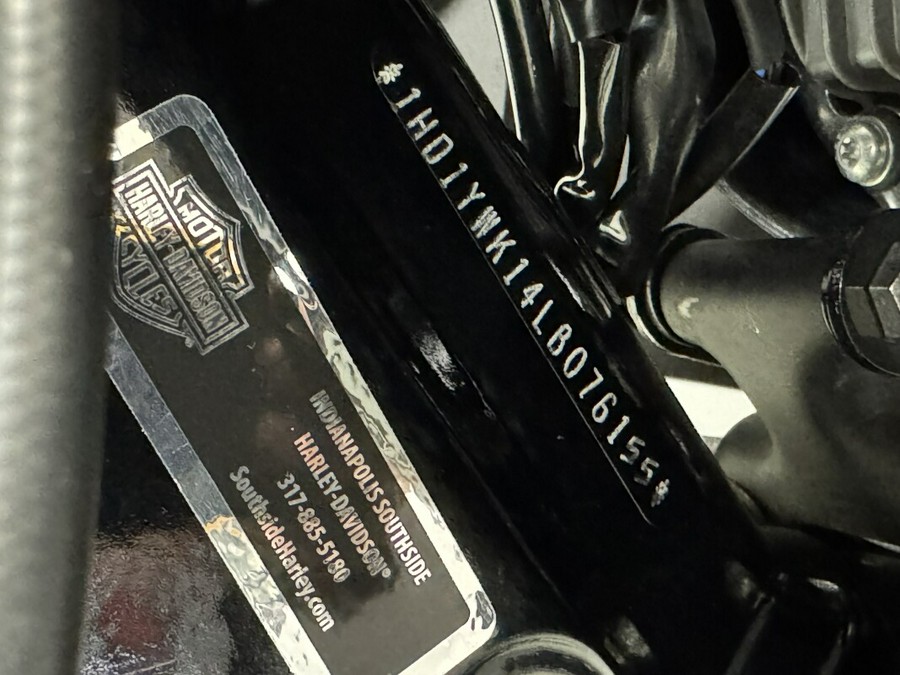 *1HD1YWK14LB076155*
MOTOR
HARLEY-DAVIDSON
CYCLES
INDIANAPOLIS SOUTHSIDE
HARLEY-DAVIDSON®
317-885-5180
SouthsideHarley.com